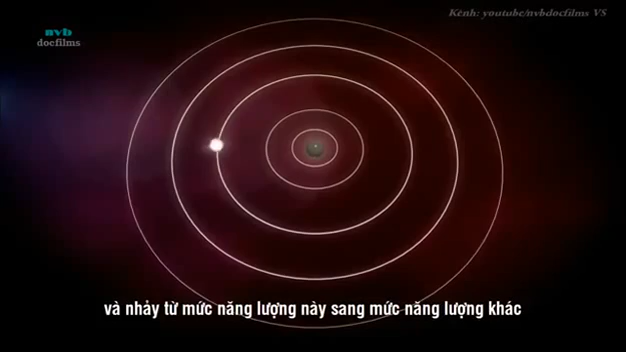 nvb
docfilms
Kênh: youtube/nvbdocfilms VS
và nhảy từ mức năng lượng này sang mức năng lượng khác